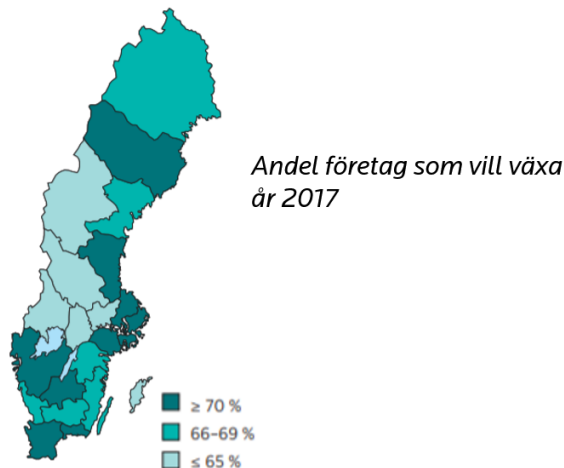 Andel företag som vill växa
år 2017
≥ 70 %
66–69 %
≤ 65 %